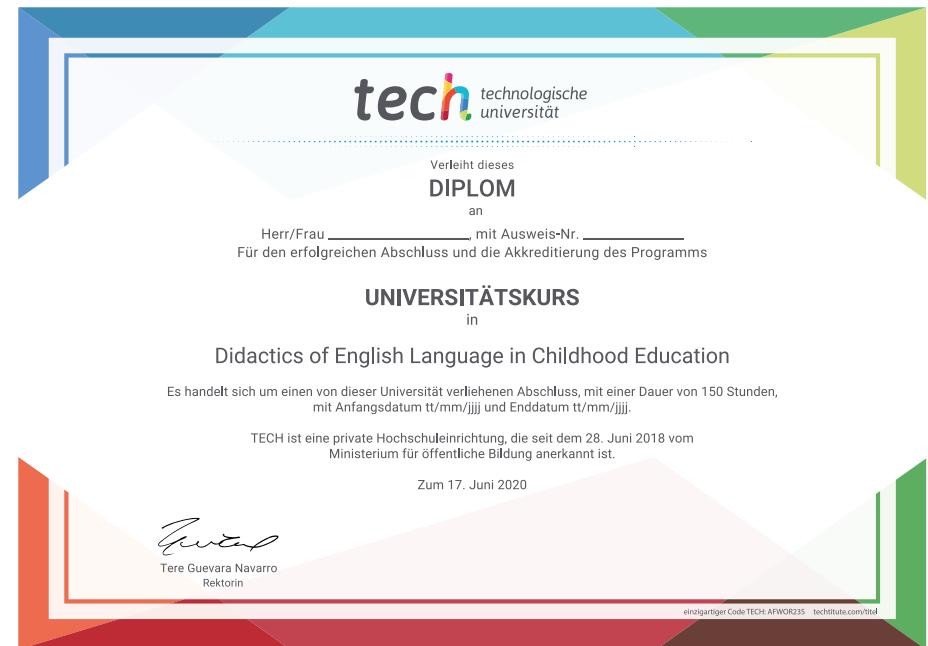 tech technologische
universität
Verleiht dieses
DIPLOM
an
Herr/Frau ____________________, mit Ausweis-Nr. ______________
Für den erfolgreichen Abschluss und die Akkreditierung des Programms
UNIVERSITÄTSKURS
in
Didactics of English Language in Childhood Education
Es handelt sich um einen von dieser Universität verliehenen Abschluss, mit einer Dauer von 150 Stunden,
mit Anfangsdatum tt/mm/jjjj und Enddatum tt/mm/jjjj.
TECH ist eine private Hochschuleinrichtung, die seit dem 28. Juni 2018 vom
Ministerium für öffentliche Bildung anerkannt ist.
Zum 17. Juni 2020
Tere Guevara Navarro
Rektorin
einzigartiger Code TECH: AFWOR235 techtitute.com/titel